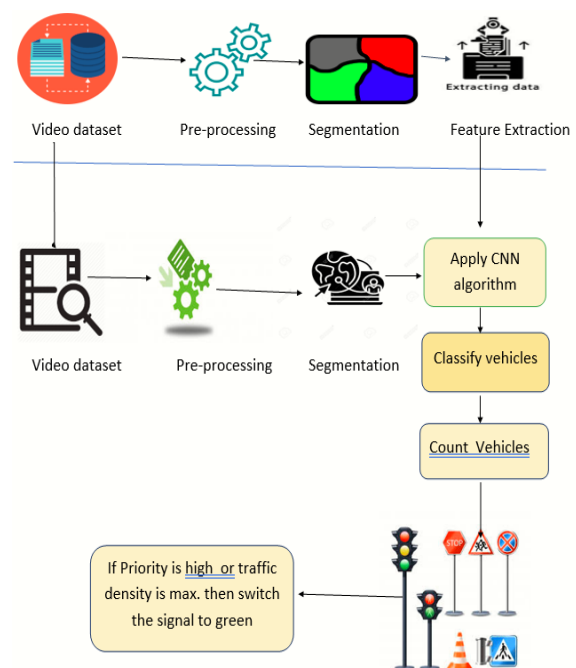 Extracting data
Video dataset
Pre-processing
Segmentation
Feature Extraction
Apply CNN
algorithm
Video dataset
Pre-processing
Segmentation
Classify vehicles
Count Vehicles
STOP
If Priority is high or traffic
density is max. then switch
the signal to green